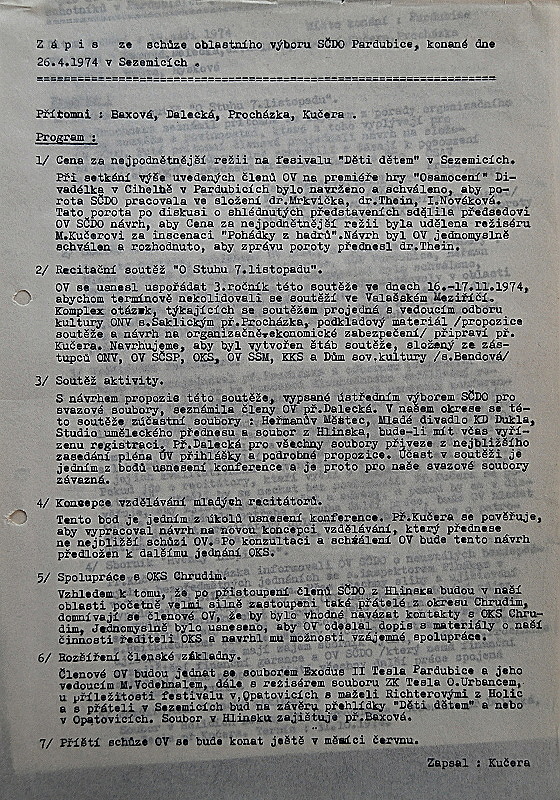 Z á p i s  ze schůze oblastního výboru SČDO Pardubice, konané dne
26.4.1974 v Sezemicích .
Přítomni : Baxová, Dalecká, Procházka, Kučera .
Program :
1/ Cena za nejpodnětnější režii na fesivalu "Děti dětem" v Sezemicích.
Při setkání výše uvedených členů OV na premiéře hry "Osamocení" Di-
vadélka v Cihelně v Pardubicích bylo navrženo a schváleno, aby po-
rota SČDO pracovala ve složení dr.Mrkvička, dr.Thein, I.Nováková.
Tato porota po diskusi o shlédnutých představeních sdělila předsedovi
OV SČDO návrh, aby Cena za nejpodnětnější režii byla udělena režiséru
M.Kučerovi za inscenaci "Pohádky z hadrů".Návrh byl OV jednomyslně
schválen a rozhodnuto, aby zprávu poroty přednesl dr.Thein.
2/ Recitační soutěž "O Stuhu 7.listopadu".
OV se usnesl uspořádat 3.ročník této soutěže ve dnech 16.-17.11.1974,
abychom termínově nekolidovali se soutěží ve Valašském Meziříčí.
Komplex otázek, týkajících se soutěžem projedná s vedoucím odboru
kultury ONV s.Saklickým př.Procházka, podkladový materiál /propozice
soutěže a návrh na organizačně-ekonomické zabezpečení/ připraví př.
Kučera. Navrhujeme, aby byl vytvořen štáb soutěže, složený ze zás-
tupců ONV, OV SČSP, OKS, OV SSM, KKS a Dům sov.kultury /s.Bendová/
3/ Soutěž aktivity.
S návrhem propozic této soutěže, vypsané ústředním výborem SČDO pro
svazové soubory, seznámila členy OV př.Dalecká. V našem okrese se té-
to soutěže zúčastní soubory : Heřmanův Městec, Mladé divadlo KJ Dukla,
Studio uměleckého přednesu a soubor z Hlinska, bude-li mít včas vyří-
zenu registraci. Př.Dalecká pro všechny soubory přiveze z nejbližšího
zasedání pléna ÚV přihlášky a podrobné propozice. Účast v soutěži je
jedním z bodů usnesení konference a je proto pro naše svazové soubory
závazná.
4/ Koncepce vzdělávání mladých recitátorů.
Tento bod je jedním z úkolů usnesení konference. Př.Kučera se pověřuje,
aby vypracoval návrh na novou koncepci vzdělávání, který přednese
na nejbližší schůzi OV. Po konzultaci a schžálení OV bude tento návrh
předložen k dalšímu jednání OKS.
5/ Spolupráce s OKS Chrudim.
Vzhledem k tomu, že po přistoupení členů SČDO z Hlinska budou v naší
oblasti početně velmi silně zastoupeni také přátelé z okresu Chrudim,
domnívají se členové OV, že by bylo vhodné navázat kontakty s OKS Chru-
dim, Jednomyslně bylo usneseno, aby OV odeslal dopis s materiály o naší
činnosti rediteli OKS a navrhl mu možnosti vzájemné spolupráce.
6/ Rozšíření členské základny.
Členové OV budou jednat se souborem Exodus II Tesla Pardubice a jeho
vedoucím M.Vodehnalem, dále s režisérem souboru ZK Tesla O.Urbancem,
u příležitosti festivalu v Opatovicích s maželi Richterovými z Holic
a s přáteli v Sezemicích buď na závěru přehlídky "Děti dětem" a nebo
v Opatovicích. Soubor v Hlinsku zajištuje př.Baxová.
7/ Příští schůze OV se bude konat ještě v měsíci červnu.
Zapsal : Kučera